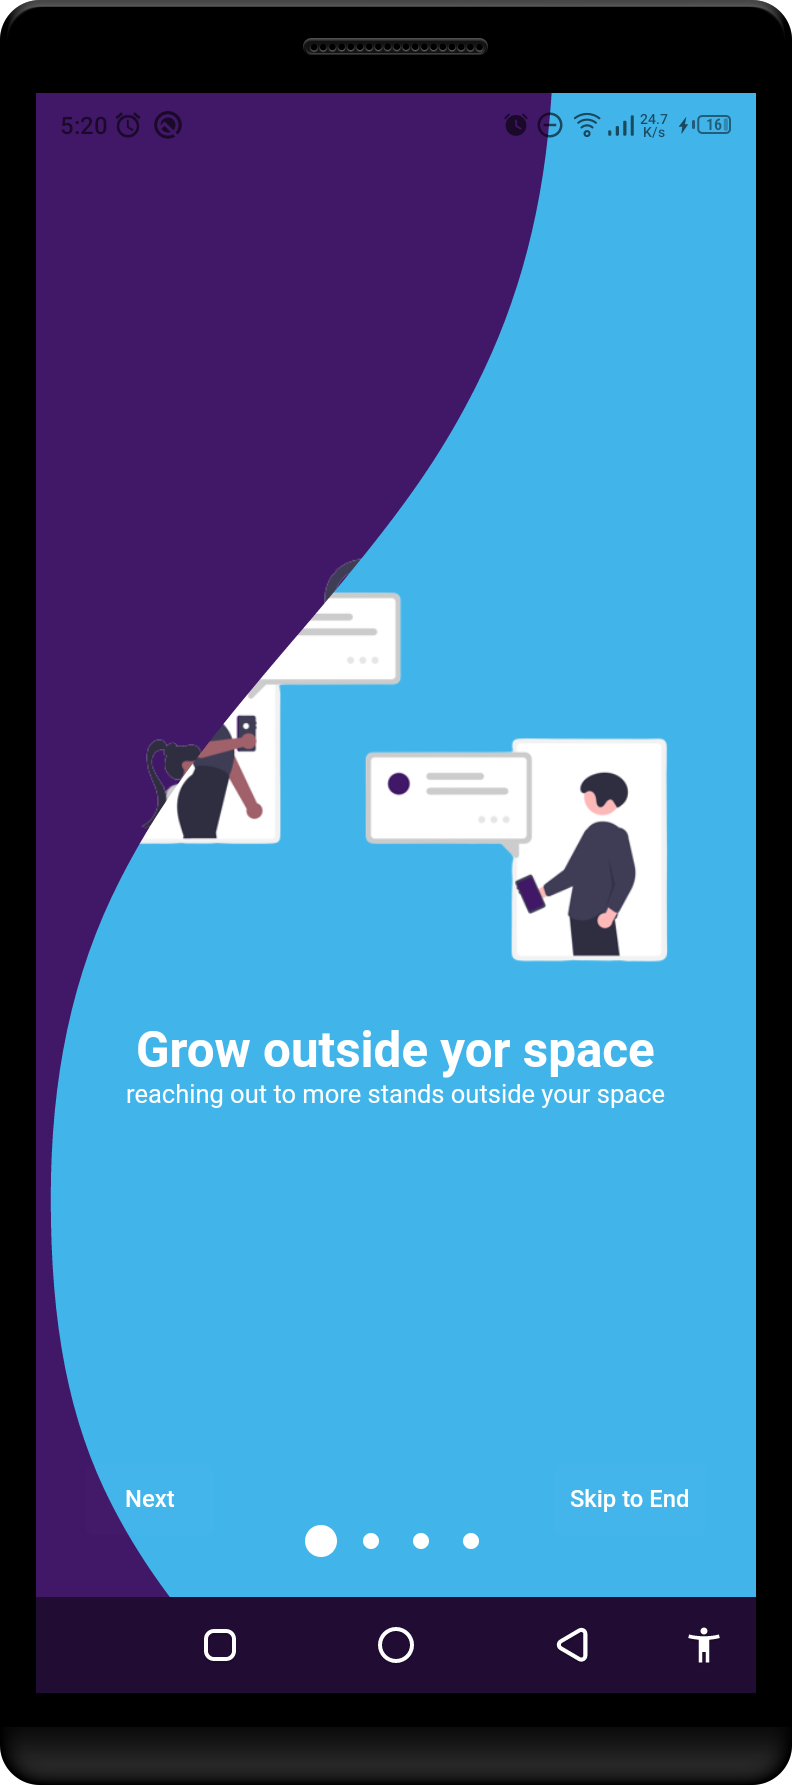 5:20
24.7
K/s
16
Grow outside yor space
reaching out to more stands outside your space
Next
Skip to End